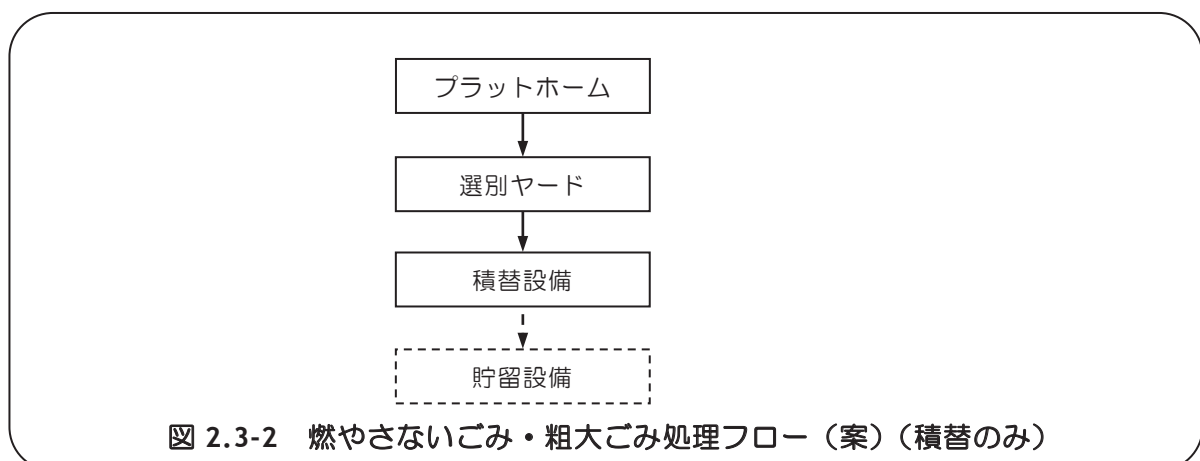 プラットホーム
選別ヤード
積替設備
貯留設備
図 2.3-2　燃やさないごみ・粗大ごみ処理フロー（案）（積替のみ）